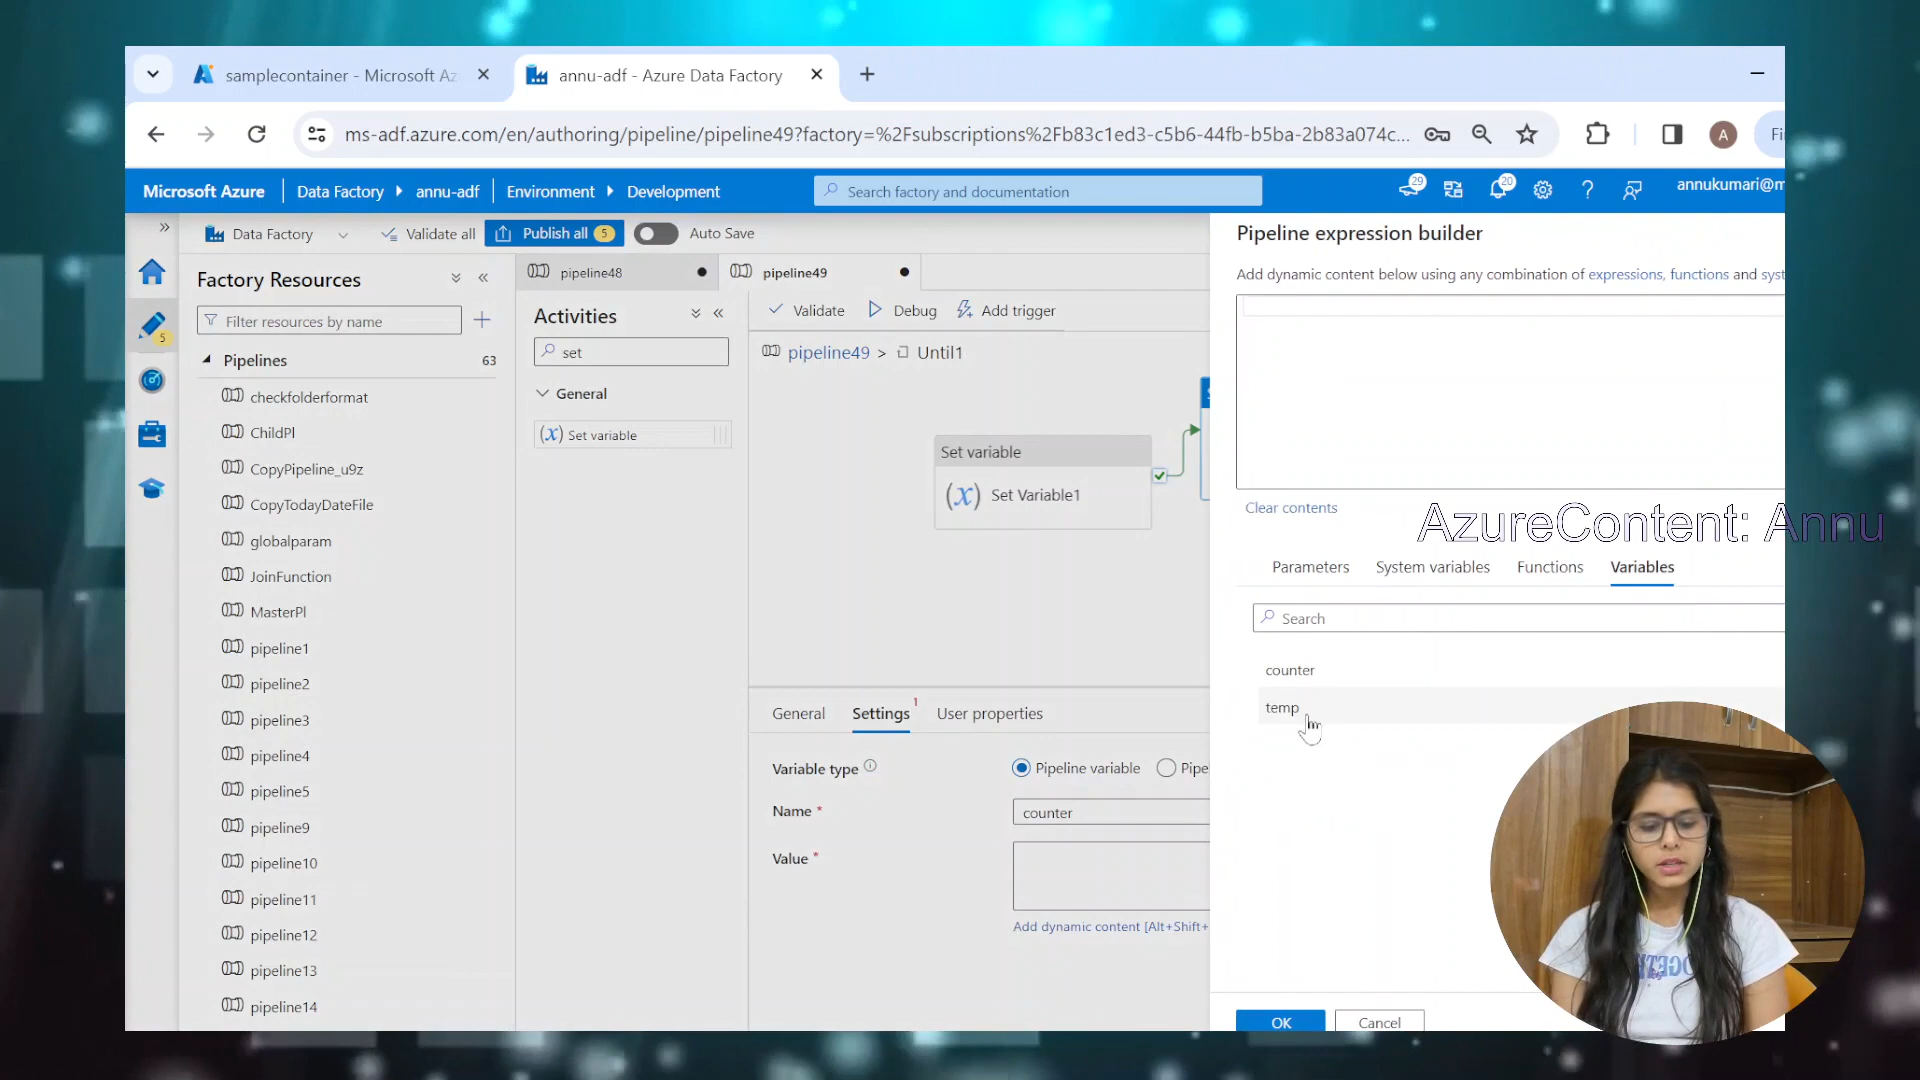 samplecontainer - Microsoft Az
annu-adf - Azure Data Factory
ms-adf.azure.com/en/authoring/pipeline/pipeline49?factory=%2Fsubscriptions%2Fb83c1ed3-c5b6-44fb-b5ba-2b83a074c...
A
Fi
Microsoft Azure
Data Factory
annu-adf
Environment
Development
Search factory and documentation
29
20
annukumari@m
Data Factory
Validate all
Publish all
5
Auto Save
Factory Resources
Filter resources by name
5
Pipelines
63
checkfolderformat
ChildPl
CopyPipeline_u9z
CopyTodayDateFile
globalparam
JoinFunction
MasterPl
pipeline1
pipeline2
pipeline3
pipeline4
pipeline5
pipeline9
pipeline10
pipeline11
pipeline12
pipeline13
pipeline14
pipeline48
pipeline49
Activities
set
General
(x) Set variable
Validate
Debug
Add trigger
pipeline49 > Until1
Set variable
(x) Set Variable1
General
Settings
1
User properties
Variable type
Pipeline variable
Pipe
Name *
counter
Value *
Add dynamic content [Alt+Shift+
Pipeline expression builder
Add dynamic content below using any combination of expressions, functions and syst
Clear contents
AzureContent: Annu
Parameters
System variables
Functions
Variables
Search
counter
temp
OK
Cancel